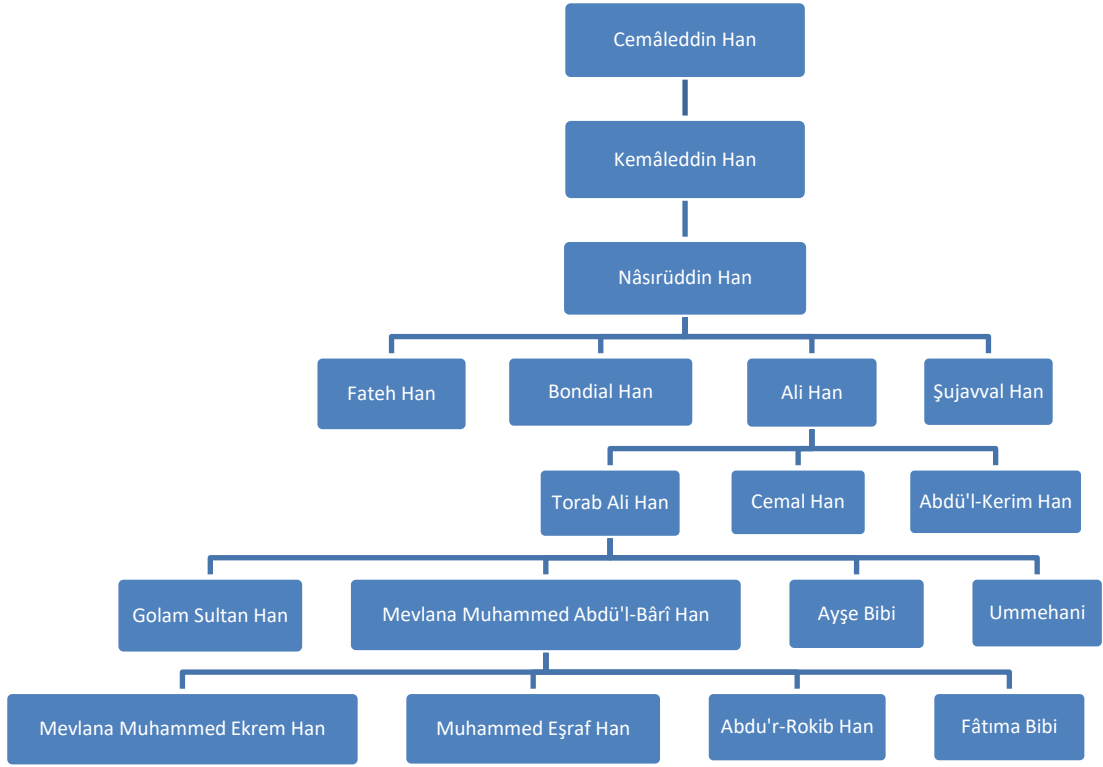 Cemâleddin Han
Kemâleddin Han
Nâsırüddin Han
Fateh Han
Bondial Han
Ali Han
Şujavval Han
Torab Ali Han
Cemal Han
Abdü'l-Kerim Han
Golam Sultan Han
Mevlana Muhammed Abdü'l-Bârî Han
Ayşe Bibi
Ummehani
Mevlana Muhammed Ekrem Han
Muhammed Eşraf Han
Abdu'r-Rokib Han
Fâtıma Bibi